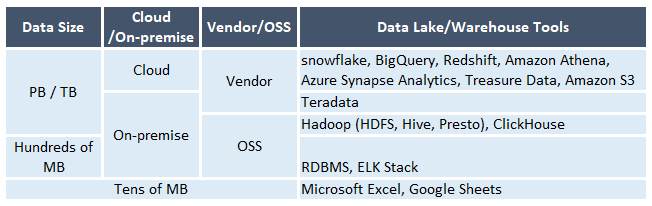 Data Size
Cloud
/On-premise
Vendor/OSS
Data Lake/Warehouse Tools
PB / TB
Cloud
Vendor
snowflake, BigQuery, Redshift, Amazon Athena,
Azure Synapse Analytics, Treasure Data, Amazon S3
On-premise
Teradata
OSS
Hadoop (HDFS, Hive, Presto), ClickHouse
Hundreds of
MB
RDBMS, ELK Stack
Tens of MB
Microsoft Excel, Google Sheets